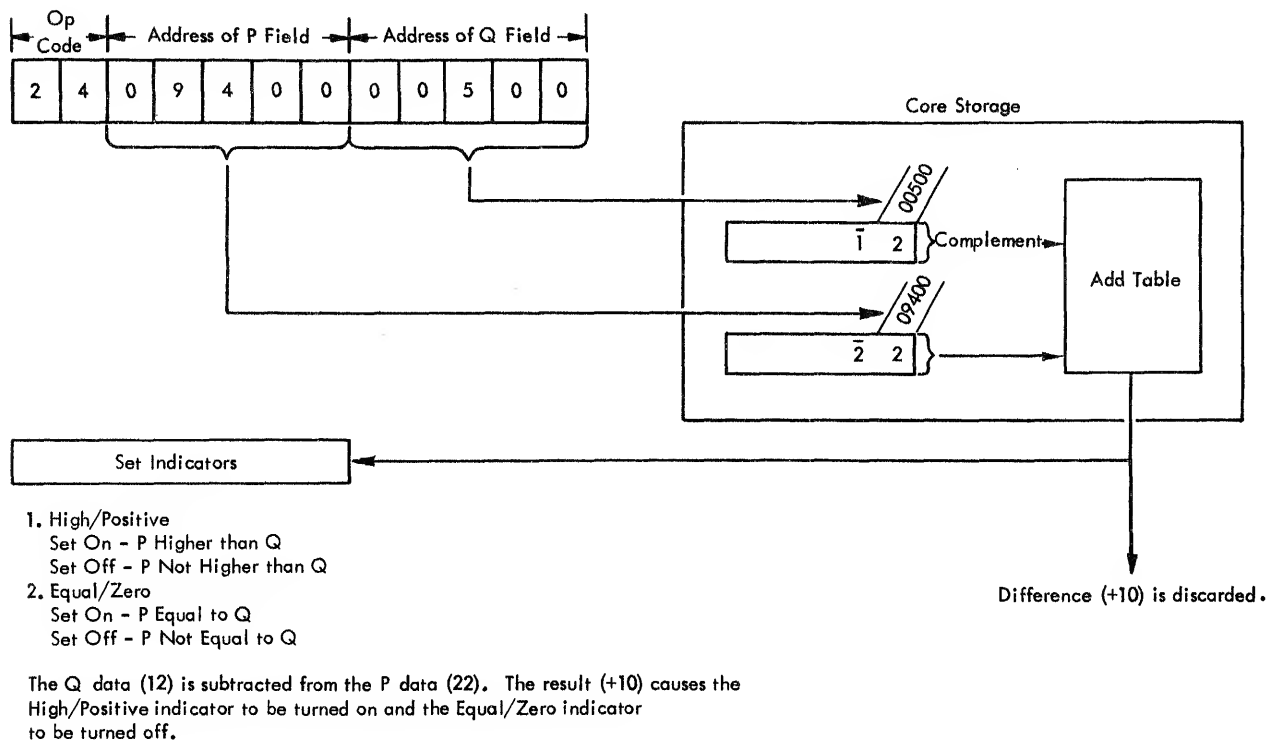 Op
Code
Address of P Field
Address of Q Field
2 4 0 9 4 0 0 0 0 5 0 0
Core Storage
00500
1̅ 2
Complement
Add Table
09400
2̅ 2
Set Indicators
1. High/Positive
Set On - P Higher than Q
Set Off - P Not Higher than Q
2. Equal/Zero
Set On - P Equal to Q
Set Off - P Not Equal to Q
Difference (+10) is discarded.
The Q data (12) is subtracted from the P data (22). The result (+10) causes the
High/Positive indicator to be turned on and the Equal/Zero indicator
to be turned off.